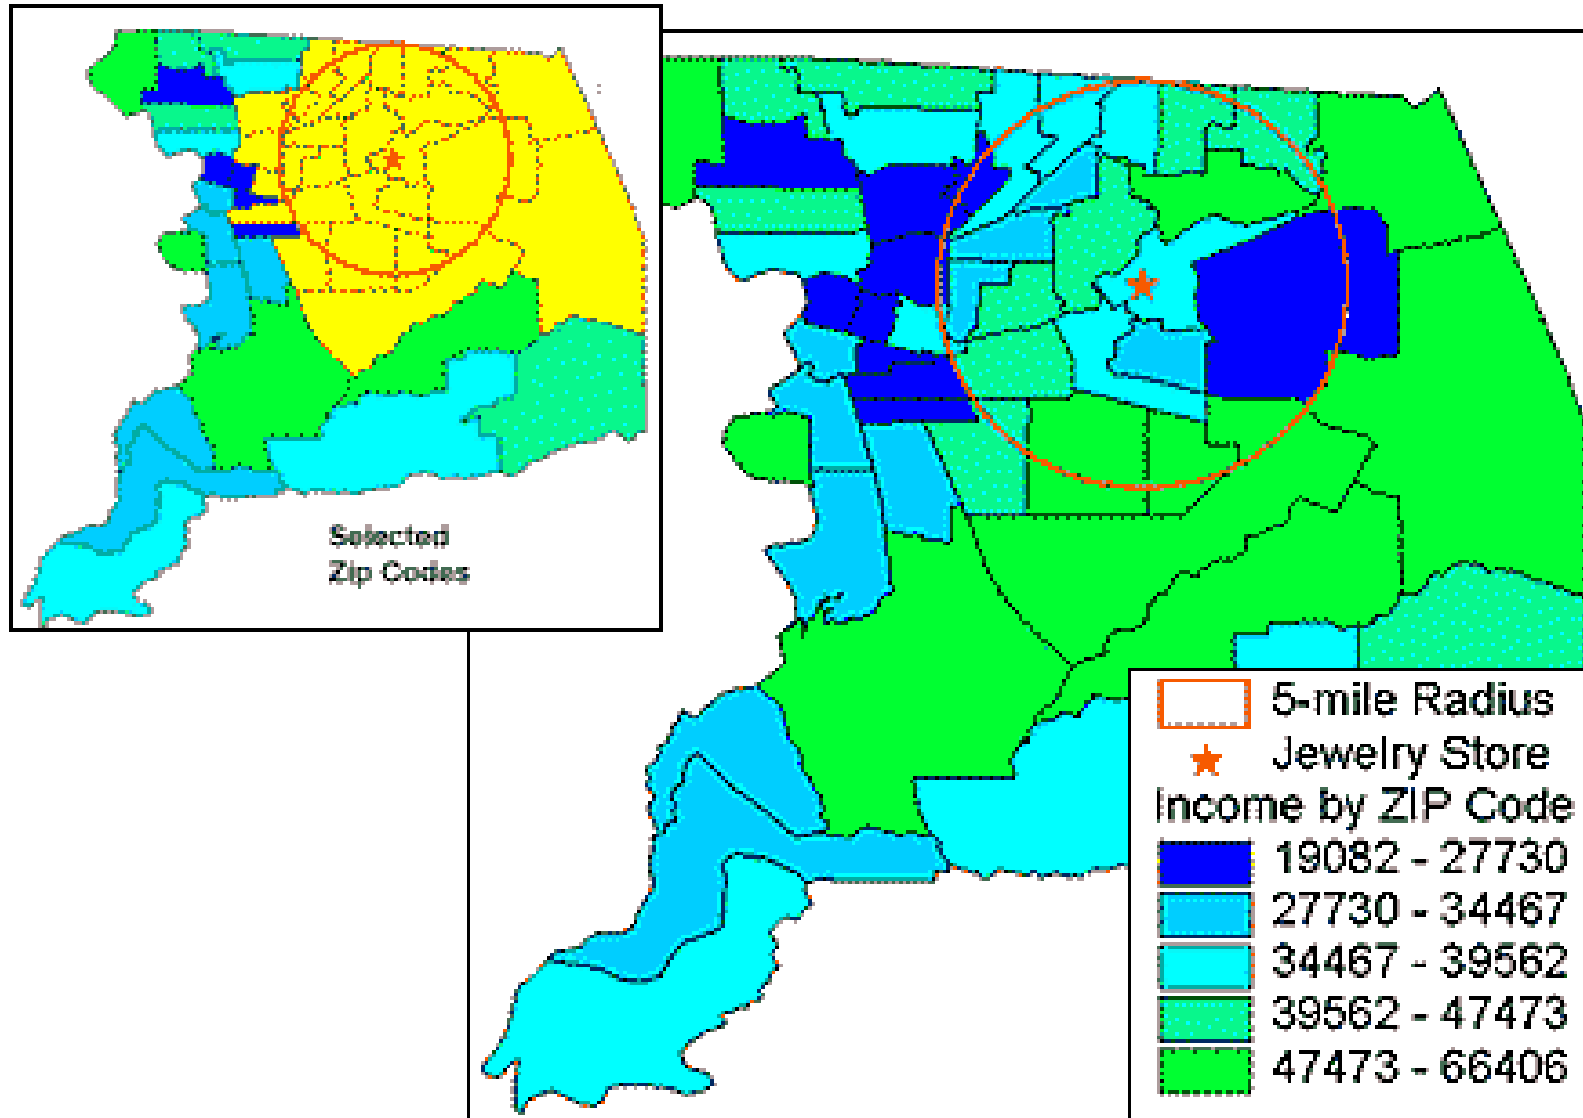 Selected
Zip Codes
5-mile Radius
Jewelry Store
Income by ZIP Code
19082 - 27730
27730 - 34467
34467 - 39562
39562 - 47473
47473 - 66406